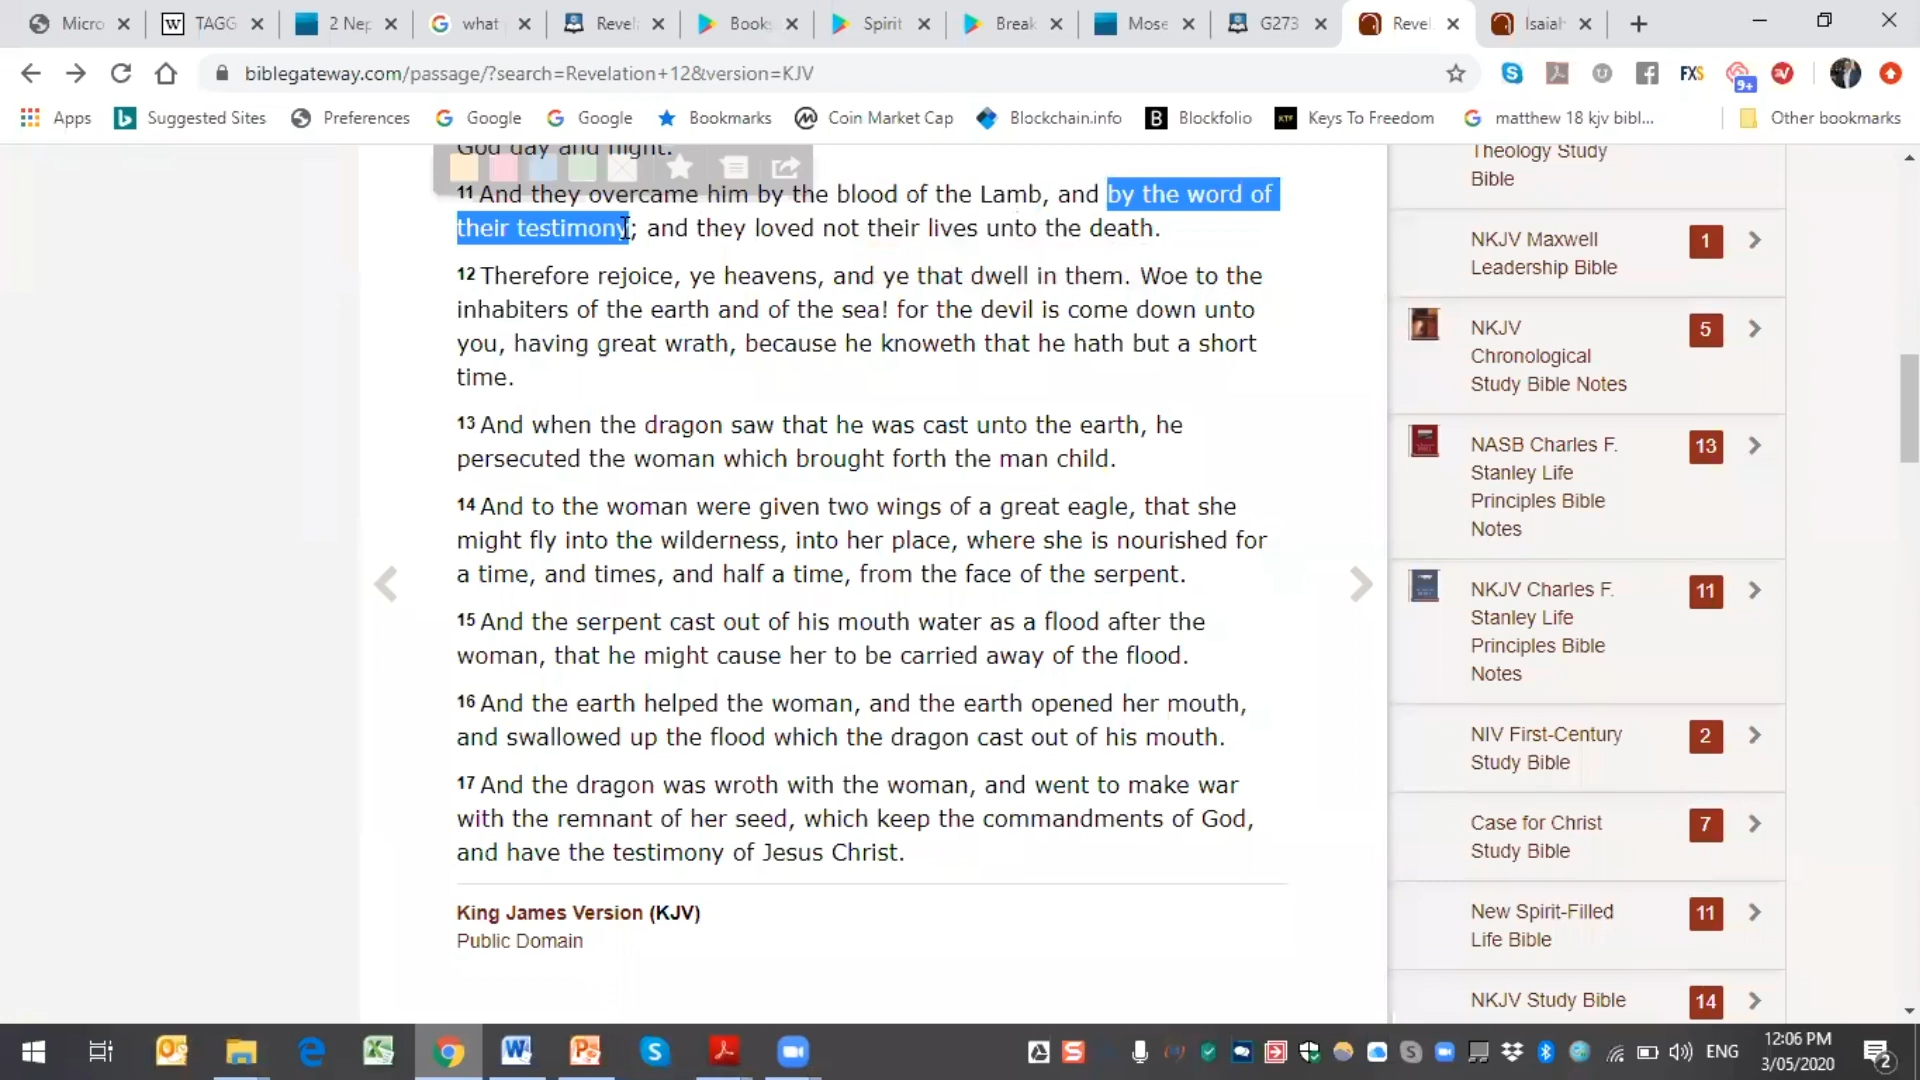 Micro
TAGG
2 Nep
what
Revel
Book
Spirit
Break
Mose
G273
Revel
Isaiah
biblegateway.com/passage/?search=Revelation+12&version=KJV
FXS
9+
Apps
Suggested Sites
Preferences
Google
Google
Bookmarks
Coin Market Cap
Blockchain.info
Blockfolio
Keys To Freedom
matthew 18 kjv bibl...
Other bookmarks
God day and night.
11 And they overcame him by the blood of the Lamb, and by the word of
their testimony; and they loved not their lives unto the death.
12 Therefore rejoice, ye heavens, and ye that dwell in them. Woe to the
inhabiters of the earth and of the sea! for the devil is come down unto
you, having great wrath, because he knoweth that he hath but a short
time.
13 And when the dragon saw that he was cast unto the earth, he
persecuted the woman which brought forth the man child.
14 And to the woman were given two wings of a great eagle, that she
might fly into the wilderness, into her place, where she is nourished for
a time, and times, and half a time, from the face of the serpent.
15 And the serpent cast out of his mouth water as a flood after the
woman, that he might cause her to be carried away of the flood.
16 And the earth helped the woman, and the earth opened her mouth,
and swallowed up the flood which the dragon cast out of his mouth.
17 And the dragon was wroth with the woman, and went to make war
with the remnant of her seed, which keep the commandments of God,
and have the testimony of Jesus Christ.
King James Version (KJV)
Public Domain
Theology Study
Bible
NKJV Maxwell
Leadership Bible
1
NKJV
Chronological
Study Bible Notes
5
NASB Charles F.
Stanley Life
Principles Bible
Notes
13
NKJV Charles F.
Stanley Life
Principles Bible
Notes
11
NIV First-Century
Study Bible
2
Case for Christ
Study Bible
7
New Spirit-Filled
Life Bible
11
NKJV Study Bible
14
ENG
12:06 PM
3/05/2020
2